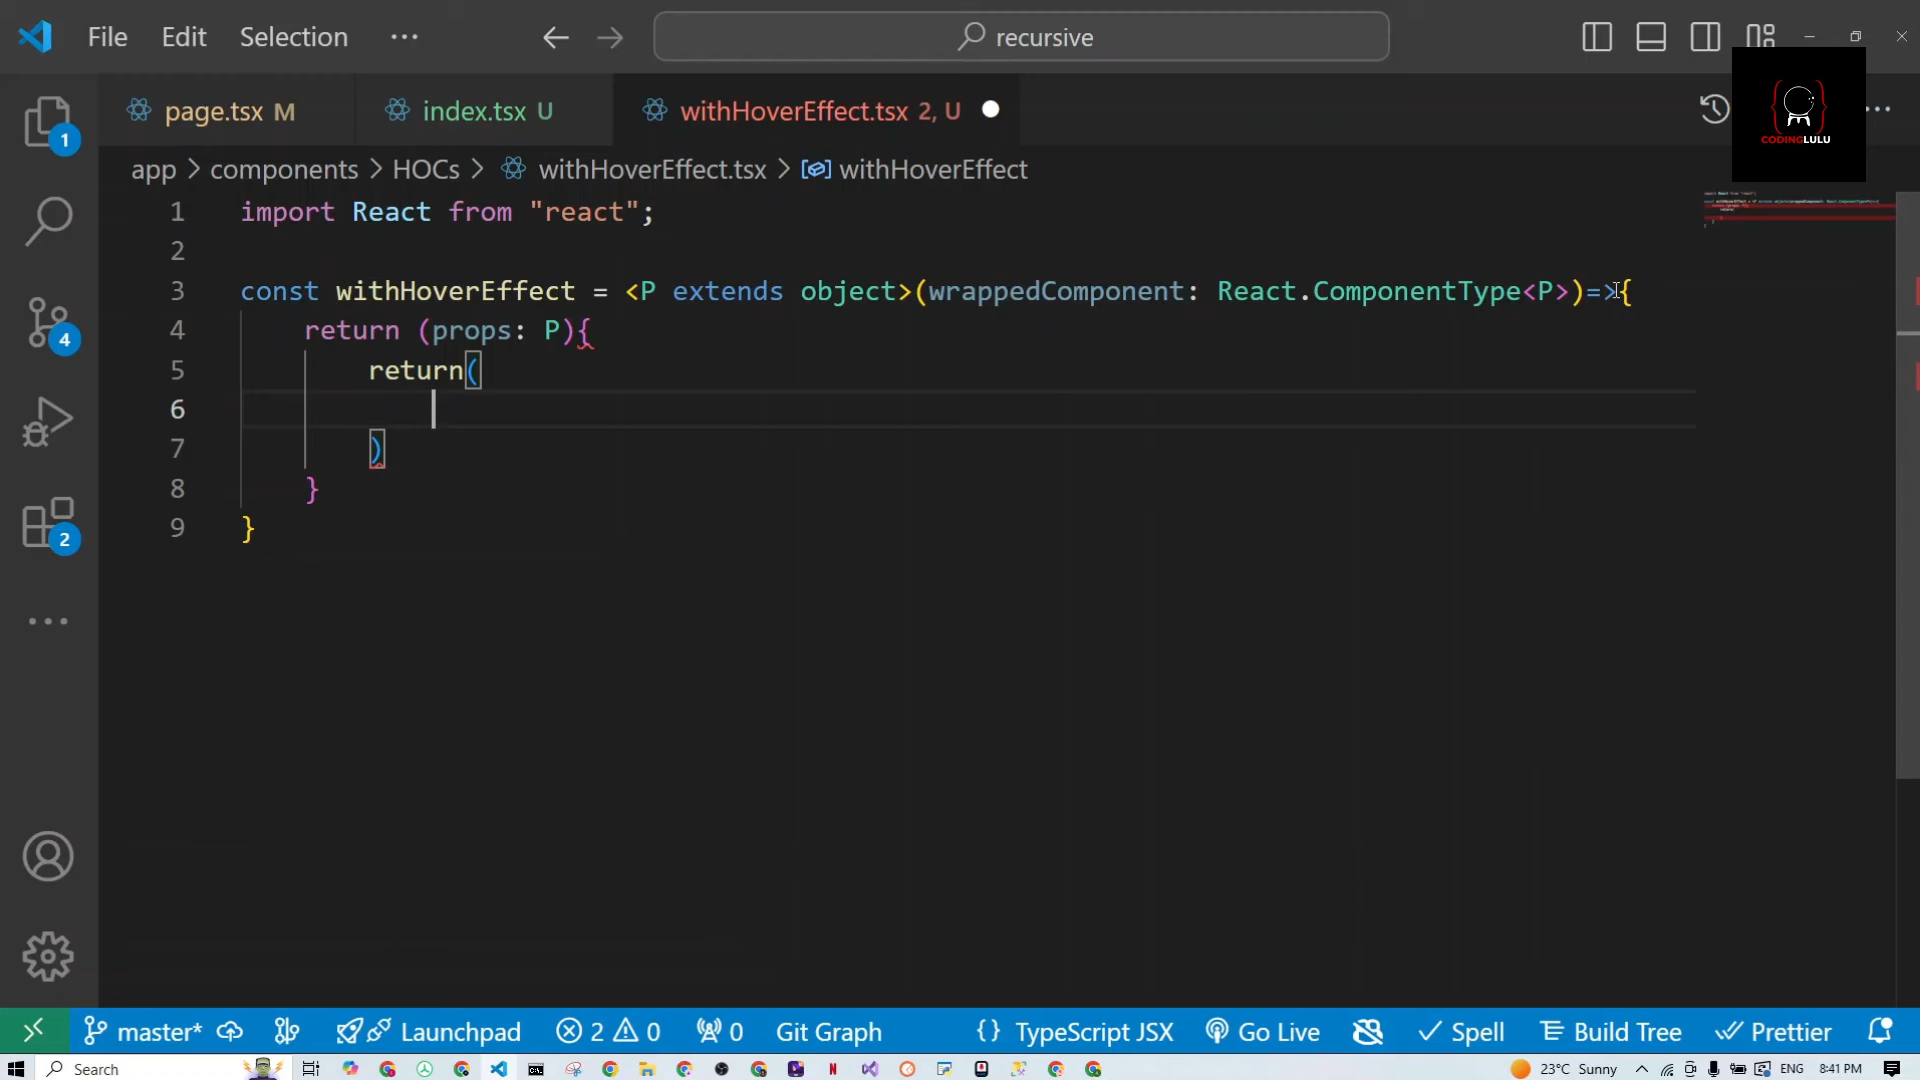 File Edit Selection ··· recursive
page.tsx M index.tsx U withHoverEffect.tsx 2, U
CODINGLULU
app > components > HOCs > withHoverEffect.tsx > withHoverEffect
1 import React from "react";
2
3 const withHoverEffect = <P extends object>(wrappedComponent: React.ComponentType<P>)=>{
4 return (props: P){
5 return(
6
7 )
8 }
9 }
1
4
2
master* Launchpad 2 0 0 Git Graph {} TypeScript JSX Go Live Spell Build Tree Prettier
Search 23°C Sunny ENG 8:41 PM